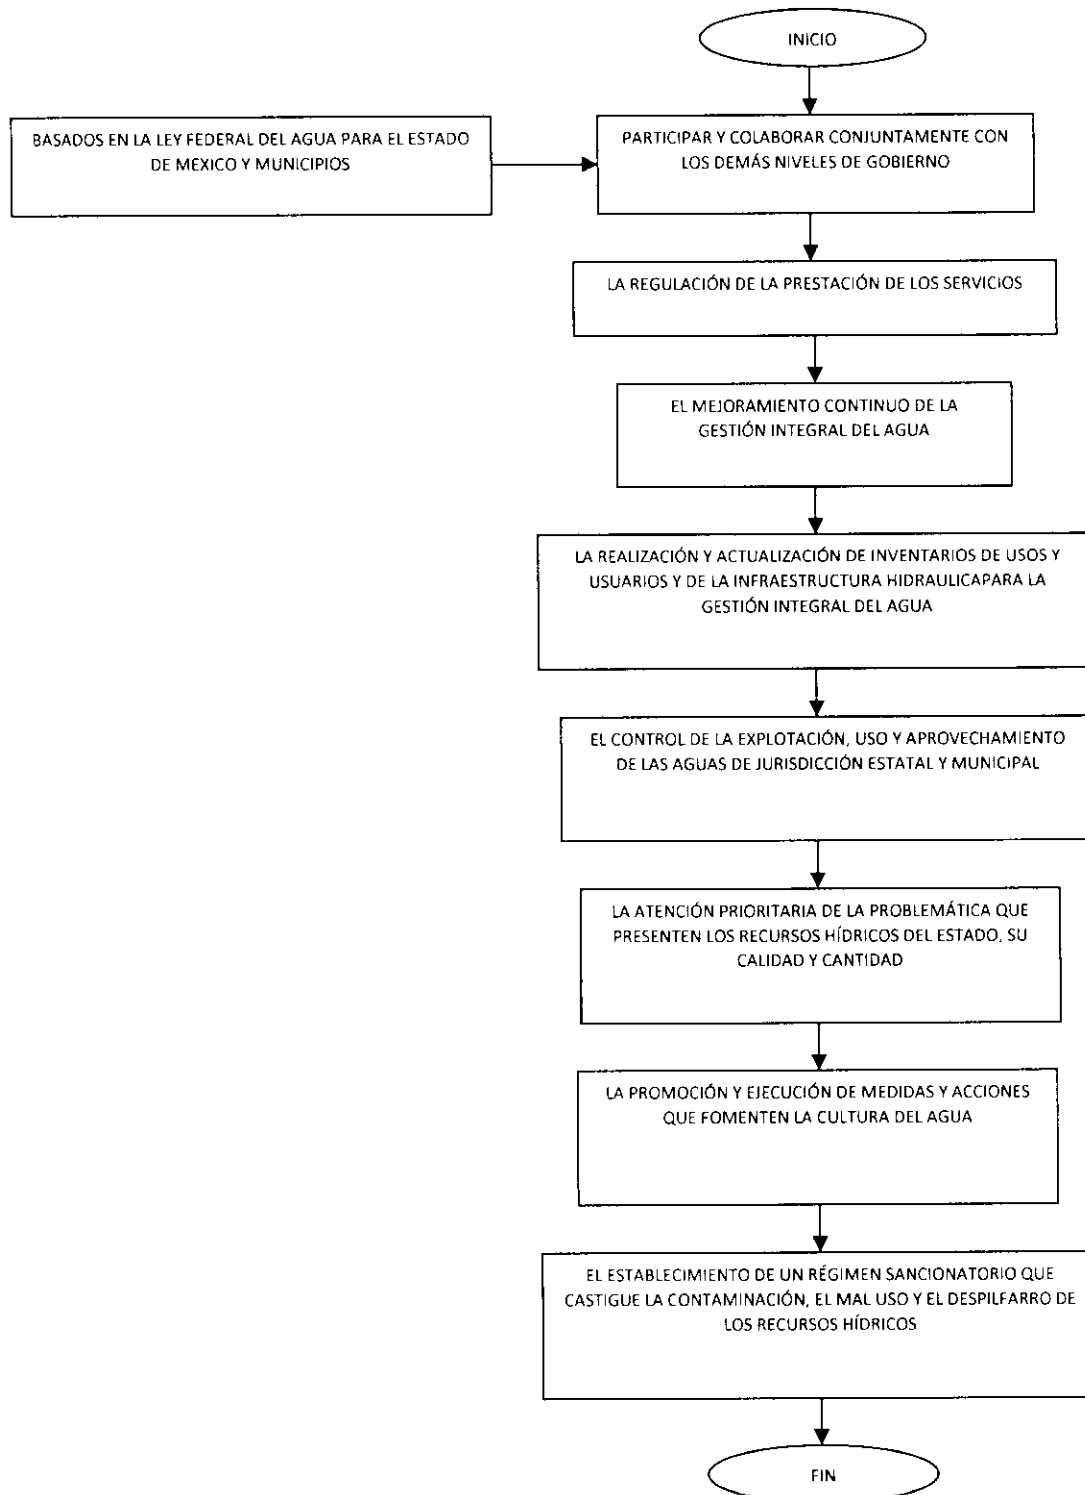 INICIO
BASADOS EN LA LEY FEDERAL DEL AGUA PARA EL ESTADO
DE MEXICO Y MUNICIPIOS
PARTICIPAR Y COLABORAR CONJUNTAMENTE CON
LOS DEMÁS NIVELES DE GOBIERNO
LA REGULACIÓN DE LA PRESTACIÓN DE LOS SERVICIOS
EL MEJORAMIENTO CONTINUO DE LA
GESTIÓN INTEGRAL DEL AGUA
LA REALIZACIÓN Y ACTUALIZACIÓN DE INVENTARIOS DE USOS Y
USUARIOS Y DE LA INFRAESTRUCTURA HIDRAULICAPARA LA
GESTIÓN INTEGRAL DEL AGUA
EL CONTROL DE LA EXPLOTACIÓN, USO Y APROVECHAMIENTO
DE LAS AGUAS DE JURISDICCIÓN ESTATAL Y MUNICIPAL
LA ATENCIÓN PRIORITARIA DE LA PROBLEMÁTICA QUE
PRESENTEN LOS RECURSOS HÍDRICOS DEL ESTADO, SU
CALIDAD Y CANTIDAD
LA PROMOCIÓN Y EJECUCIÓN DE MEDIDAS Y ACCIONES
QUE FOMENTEN LA CULTURA DEL AGUA
EL ESTABLECIMIENTO DE UN RÉGIMEN SANCIONATORIO QUE
CASTIGUE LA CONTAMINACIÓN, EL MAL USO Y EL DESPILFARRO DE
LOS RECURSOS HÍDRICOS
FIN